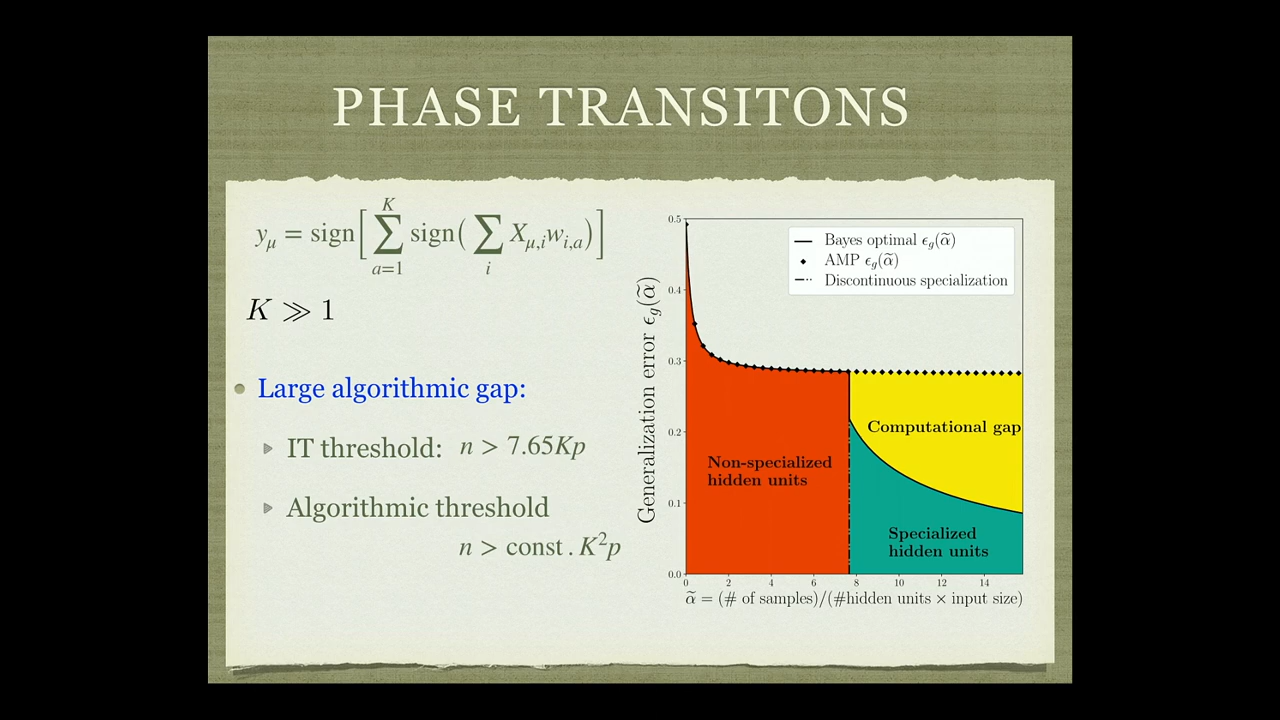 PHASE TRANSITONS
y_μ = sign[ ∑_{a=1}^{K} sign( ∑_i X_{μ,i} w_{i,a} ) ]
K ≫ 1
Large algorithmic gap:
IT threshold: n > 7.65Kp
Algorithmic threshold
n > const . K²p
Generalization error ϵ_g(α̃)
0.5
0.4
0.3
0.2
0.1
0.0
Bayes optimal ϵ_g(α̃)
AMP ϵ_g(α̃)
Discontinuous specialization
Computational gap
Non-specialized
hidden units
Specialized
hidden units
0 2 4 6 8 10 12 14
α̃ = (# of samples)/(#hidden units × input size)